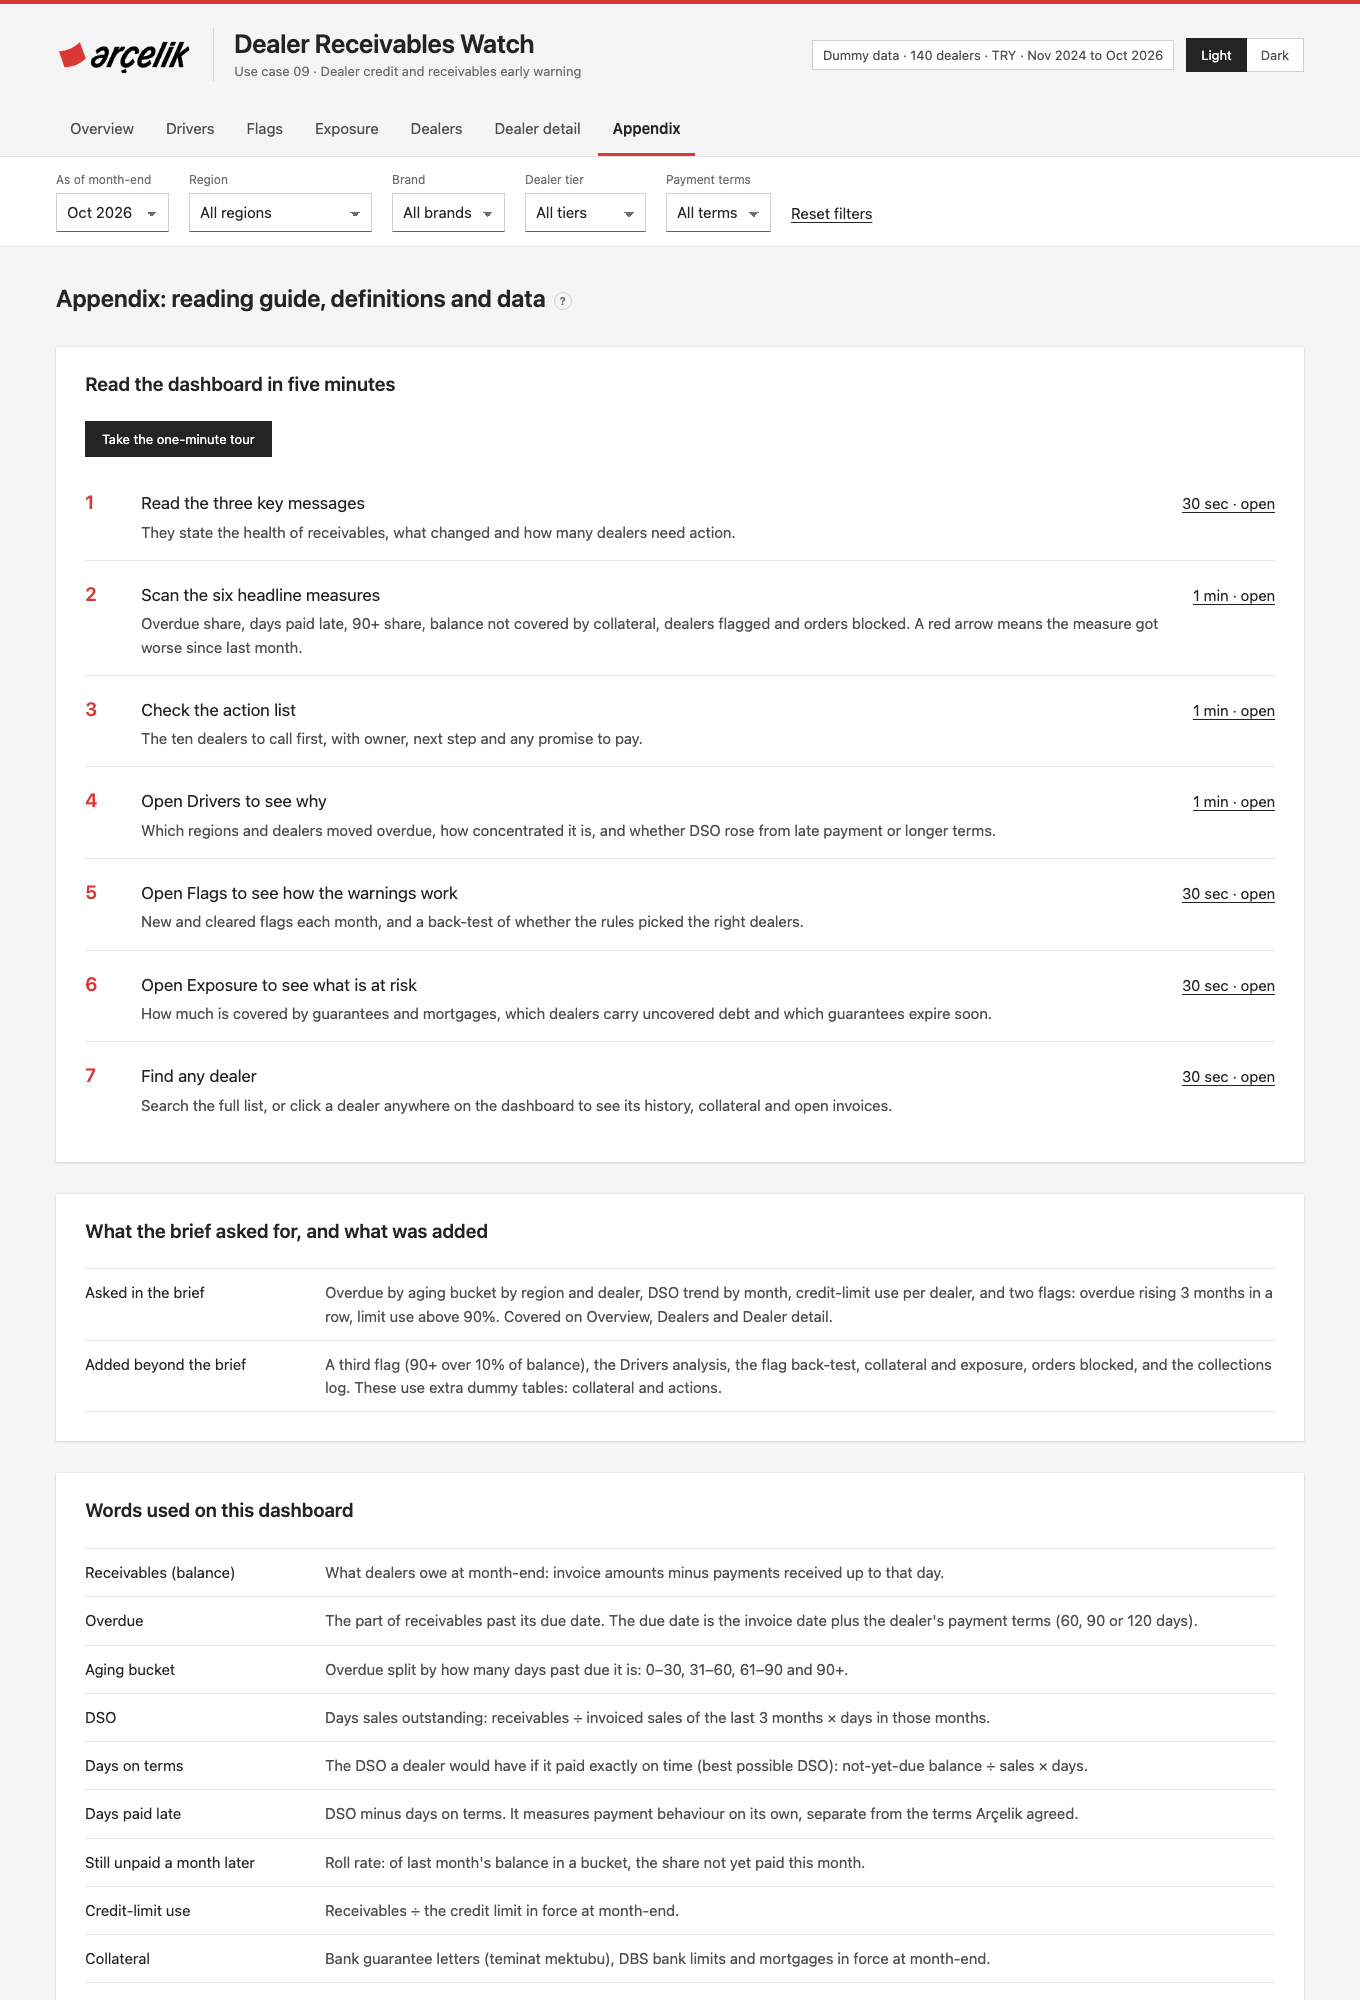 arçelik
Dealer Receivables Watch
Use case 09 · Dealer credit and receivables early warning
Dummy data · 140 dealers · TRY · Nov 2024 to Oct 2026
Light
Dark
Overview
Drivers
Flags
Exposure
Dealers
Dealer detail
Appendix
As of month-end
Region
Brand
Dealer tier
Payment terms
Oct 2026
All regions
All brands
All tiers
All terms
Reset filters
Appendix: reading guide, definitions and data ?
Read the dashboard in five minutes
Take the one-minute tour
1
Read the three key messages
30 sec · open
They state the health of receivables, what changed and how many dealers need action.
2
Scan the six headline measures
1 min · open
Overdue share, days paid late, 90+ share, balance not covered by collateral, dealers flagged and orders blocked. A red arrow means the measure got
worse since last month.
3
Check the action list
1 min · open
The ten dealers to call first, with owner, next step and any promise to pay.
4
Open Drivers to see why
1 min · open
Which regions and dealers moved overdue, how concentrated it is, and whether DSO rose from late payment or longer terms.
5
Open Flags to see how the warnings work
30 sec · open
New and cleared flags each month, and a back-test of whether the rules picked the right dealers.
6
Open Exposure to see what is at risk
30 sec · open
How much is covered by guarantees and mortgages, which dealers carry uncovered debt and which guarantees expire soon.
7
Find any dealer
30 sec · open
Search the full list, or click a dealer anywhere on the dashboard to see its history, collateral and open invoices.
What the brief asked for, and what was added
Asked in the brief
Overdue by aging bucket by region and dealer, DSO trend by month, credit-limit use per dealer, and two flags: overdue rising 3 months in a
row, limit use above 90%. Covered on Overview, Dealers and Dealer detail.
Added beyond the brief
A third flag (90+ over 10% of balance), the Drivers analysis, the flag back-test, collateral and exposure, orders blocked, and the collections
log. These use extra dummy tables: collateral and actions.
Words used on this dashboard
Receivables (balance)
What dealers owe at month-end: invoice amounts minus payments received up to that day.
Overdue
The part of receivables past its due date. The due date is the invoice date plus the dealer's payment terms (60, 90 or 120 days).
Aging bucket
Overdue split by how many days past due it is: 0–30, 31–60, 61–90 and 90+.
DSO
Days sales outstanding: receivables ÷ invoiced sales of the last 3 months × days in those months.
Days on terms
The DSO a dealer would have if it paid exactly on time (best possible DSO): not-yet-due balance ÷ sales × days.
Days paid late
DSO minus days on terms. It measures payment behaviour on its own, separate from the terms Arçelik agreed.
Still unpaid a month later
Roll rate: of last month's balance in a bucket, the share not yet paid this month.
Credit-limit use
Receivables ÷ the credit limit in force at month-end.
Collateral
Bank guarantee letters (teminat mektubu), DBS bank limits and mortgages in force at month-end.